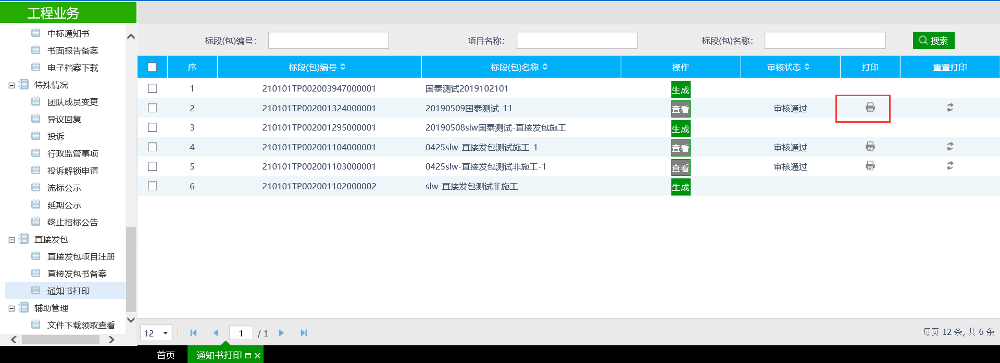 工程业务
中标通知书
书面报告备案
电子档案下载
特殊情况
团队成员变更
异议回复
投诉
行政监管事项
投诉解锁申请
流标公示
延期公示
终止招标公告
直接发包
直接发包项目注册
直接发包书备案
通知书打印
辅助管理
文件下载领取查看
标段(包)编号: 项目名称: 标段(包)名称: 搜索
序 标段(包)编号 标段(包)名称 操作 审核状态 打印 重置打印
1 210101TP002003947000001 国泰测试2019102101 生成
2 210101TP002001324000001 20190509国泰测试-11 查看 审核通过
3 210101TP002001295000001 20190508slw国泰测试-直接发包施工 生成
4 210101TP002001104000001 0425slw-直接发包测试施工-1 查看 审核通过
5 210101TP002001103000001 0425slw-直接发包测试非施工-1 查看 审核通过
6 210101TP002001102000002 slw-直接发包测试非施工 生成
12 1 / 1 每页 12 条, 共 6 条
首页 通知书打印